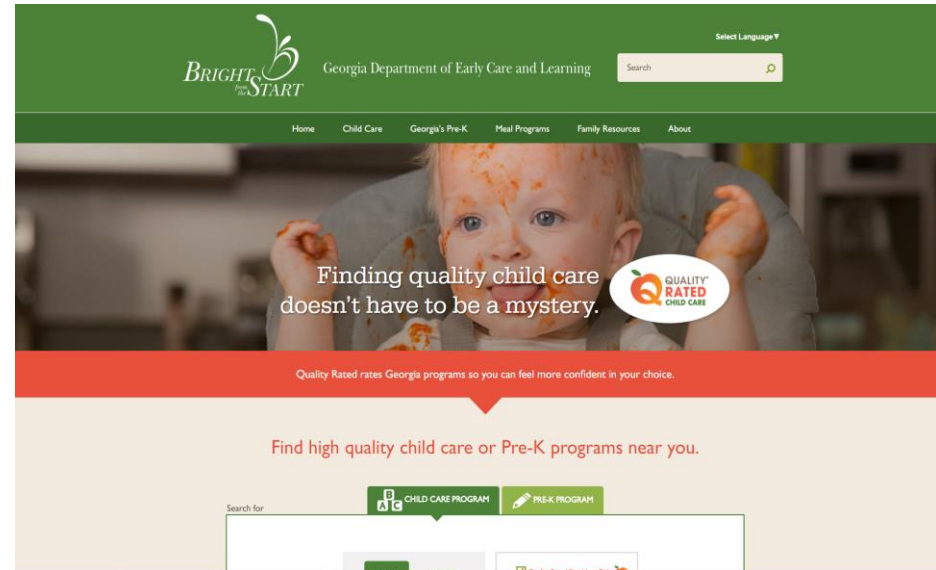 Select Language▼
BRIGHT
from
the START
Georgia Department of Early Care and Learning
Search
Home Child Care Georgia's Pre-K Meal Programs Family Resources About
Finding quality child care
doesn't have to be a mystery.
QUALITY
RATED
CHILD CARE
Quality Rated rates Georgia programs so you can feel more confident in your choice.
Find high quality child care or Pre-K programs near you.
Search for
B
A C
CHILD CARE PROGRAM
PRE-K PROGRAM